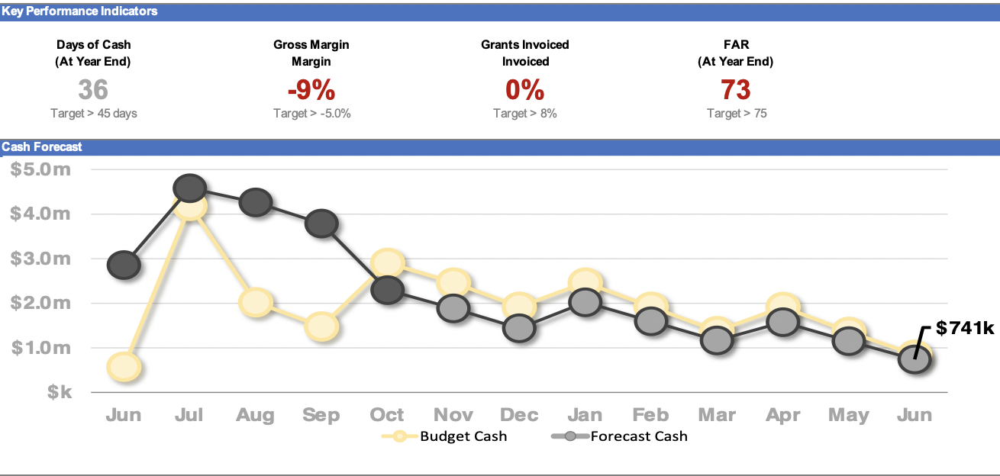 Key Performance Indicators
Days of Cash Gross Margin Grants Invoiced FAR
(At Year End) Margin Invoiced (At Year End)
36 -9% 0% 73
Target > 45 days Target > -5.0% Target > 8% Target > 75
Cash Forecast
$5.0m
$4.0m
$3.0m
$2.0m
$741k
$1.0m
$k
Jun Jul Aug Sep Oct Nov Dec Jan Feb Mar Apr May Jun
Budget Cash Forecast Cash